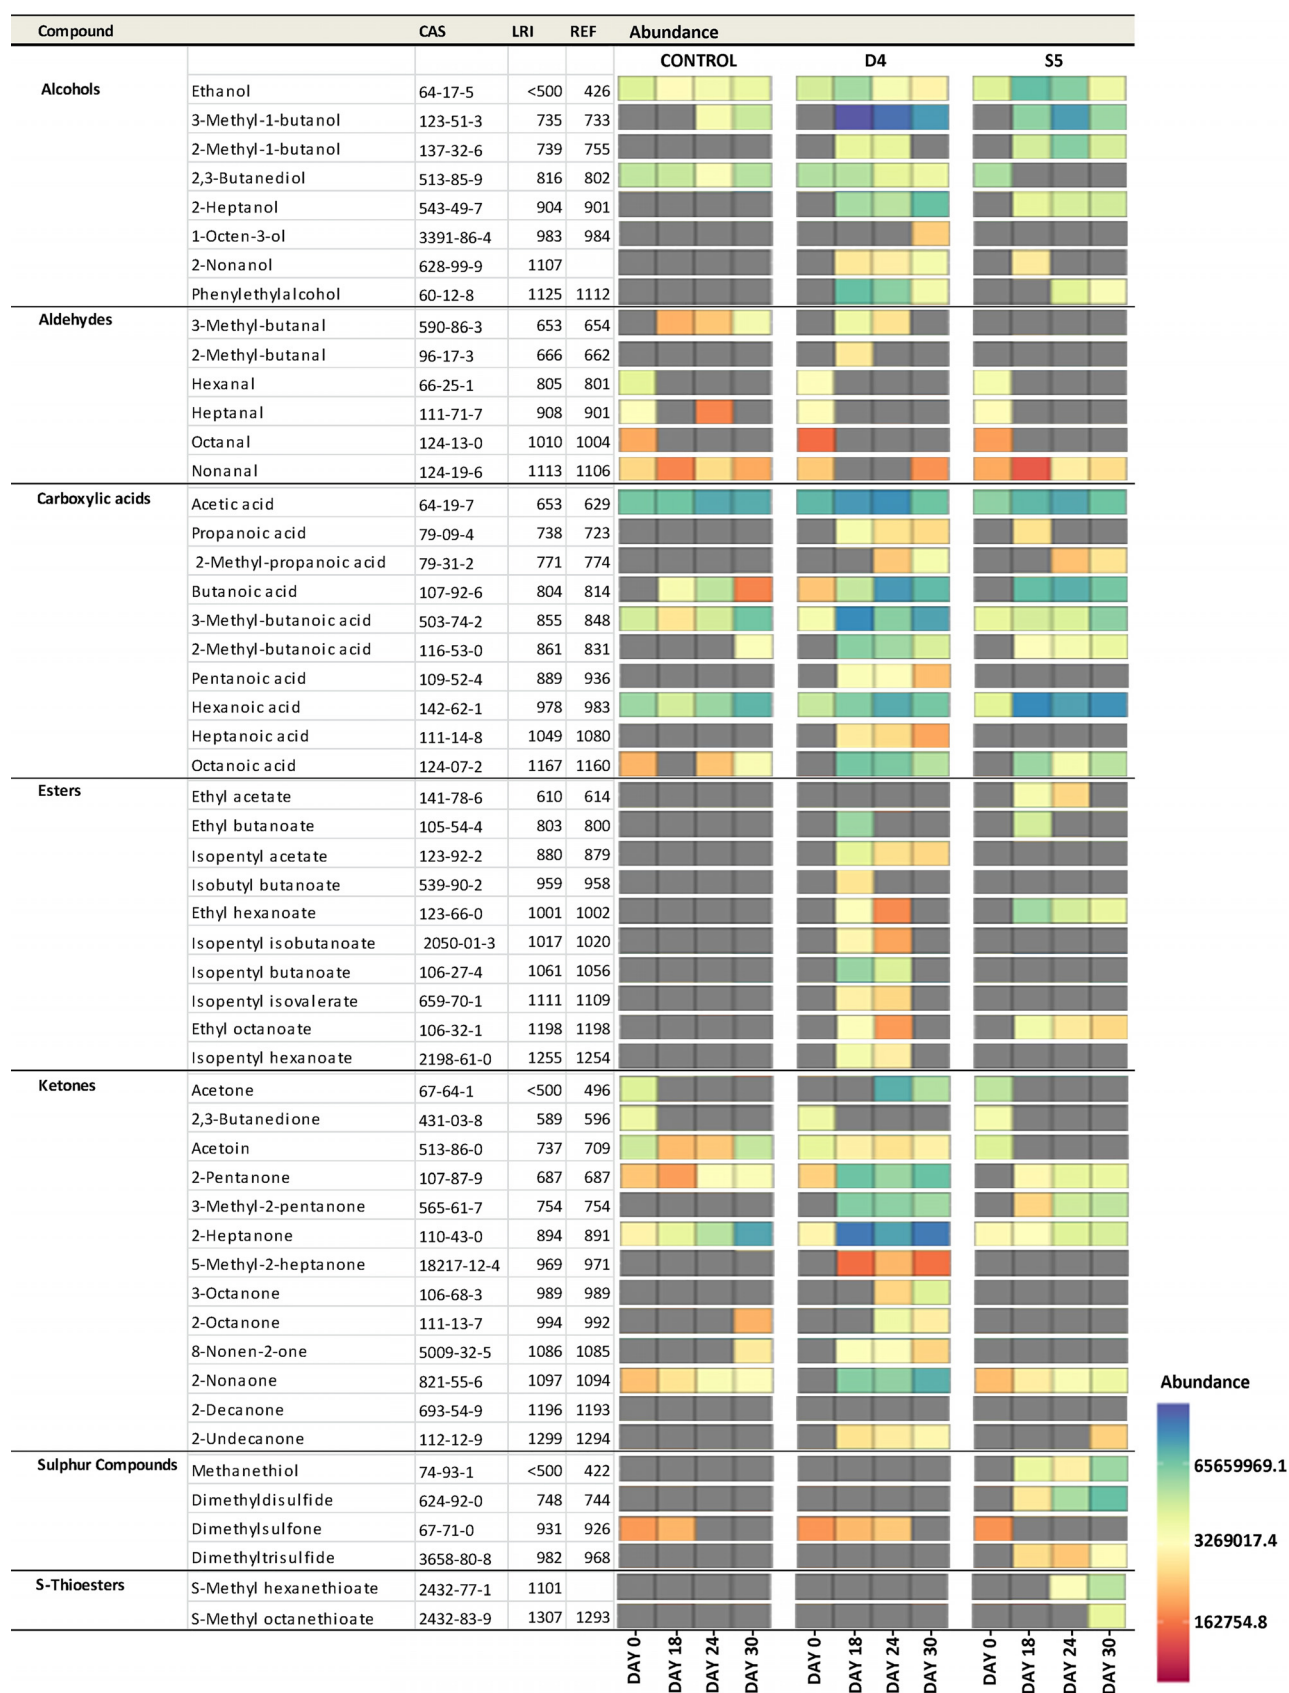 Compound CAS LRI REF Abundance
CONTROL D4 S5
Alcohols Ethanol 64-17-5 <500 426
3-Methyl-1-butanol 123-51-3 735 733
2-Methyl-1-butanol 137-32-6 739 755
2,3-Butanediol 513-85-9 816 802
2-Heptanol 543-49-7 904 901
1-Octen-3-ol 3391-86-4 983 984
2-Nonanol 628-99-9 1107
Phenylethylalcohol 60-12-8 1125 1112
Aldehydes 3-Methyl-butanal 590-86-3 653 654
2-Methyl-butanal 96-17-3 666 662
Hexanal 66-25-1 805 801
Heptanal 111-71-7 908 901
Octanal 124-13-0 1010 1004
Nonanal 124-19-6 1113 1106
Carboxylic acids Acetic acid 64-19-7 653 629
Propanoic acid 79-09-4 738 723
2-Methyl-propanoic acid 79-31-2 771 774
Butanoic acid 107-92-6 804 814
3-Methyl-butanoic acid 503-74-2 855 848
2-Methyl-butanoic acid 116-53-0 861 831
Pentanoic acid 109-52-4 889 936
Hexanoic acid 142-62-1 978 983
Heptanoic acid 111-14-8 1049 1080
Octanoic acid 124-07-2 1167 1160
Esters Ethyl acetate 141-78-6 610 614
Ethyl butanoate 105-54-4 803 800
Isopentyl acetate 123-92-2 880 879
Isobutyl butanoate 539-90-2 959 958
Ethyl hexanoate 123-66-0 1001 1002
Isopentyl isobutanoate 2050-01-3 1017 1020
Isopentyl butanoate 106-27-4 1061 1056
Isopentyl isovalerate 659-70-1 1111 1109
Ethyl octanoate 106-32-1 1198 1198
Isopentyl hexanoate 2198-61-0 1255 1254
Ketones Acetone 67-64-1 <500 496
2,3-Butanedione 431-03-8 589 596
Acetoin 513-86-0 737 709
2-Pentanone 107-87-9 687 687
3-Methyl-2-pentanone 565-61-7 754 754
2-Heptanone 110-43-0 894 891
5-Methyl-2-heptanone 18217-12-4 969 971
3-Octanone 106-68-3 989 989
2-Octanone 111-13-7 994 992
8-Nonen-2-one 5009-32-5 1086 1085
2-Nonaone 821-55-6 1097 1094
2-Decanone 693-54-9 1196 1193
2-Undecanone 112-12-9 1299 1294
Sulphur Compounds Methanethiol 74-93-1 <500 422
Dimethyldisulfide 624-92-0 748 744
Dimethylsulfone 67-71-0 931 926
Dimethyltrisulfide 3658-80-8 982 968
S-Thioesters S-Methyl hexanethioate 2432-77-1 1101
S-Methyl octanethioate 2432-83-9 1307 1293
DAY 0 DAY 18 DAY 24 DAY 30 DAY 0 DAY 18 DAY 24 DAY 30 DAY 0 DAY 18 DAY 24 DAY 30
Abundance
65659969.1
3269017.4
162754.8